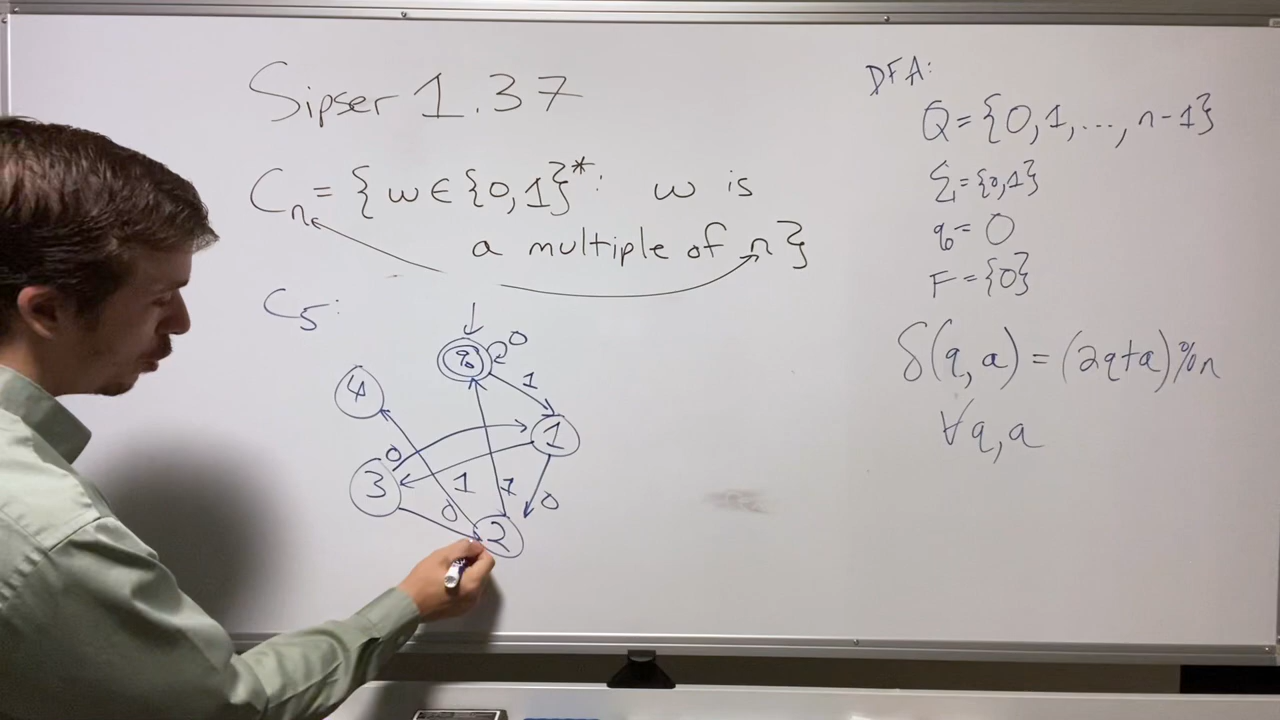 Sipser 1.37
Cₙ = {w ∈ {0,1}*: w is
a multiple of n}
C₅:
q₀
0
1
4
1
0
3
1
1
0
0
2
DFA:
Q = {0, 1, ..., n-1}
Σ = {0,1}
q₀ = 0
F = {0}
δ(q, a) = (2q+a)%n
∀q, a